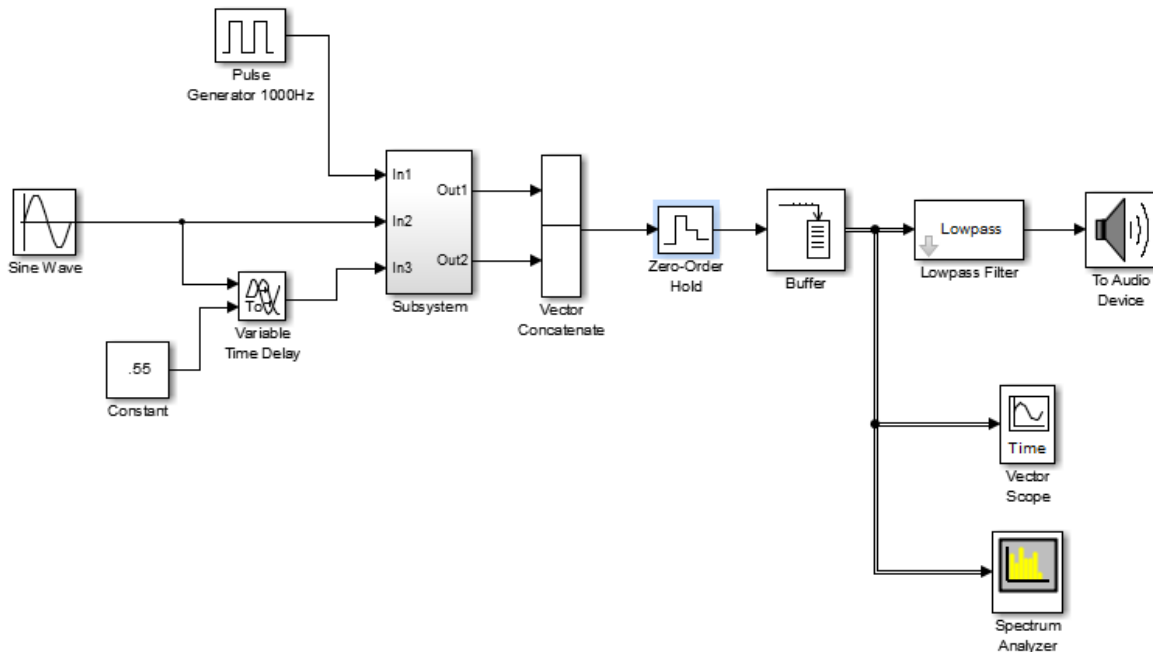 Pulse
Generator 1000Hz
In1
Out1
In2
Out2
In3
Subsystem
Sine Wave
To
Variable
Time Delay
.55
Constant
Vector
Concatenate
Zero-Order
Hold
Buffer
Lowpass
Lowpass Filter
To Audio
Device
Time
Vector
Scope
Spectrum
Analyzer